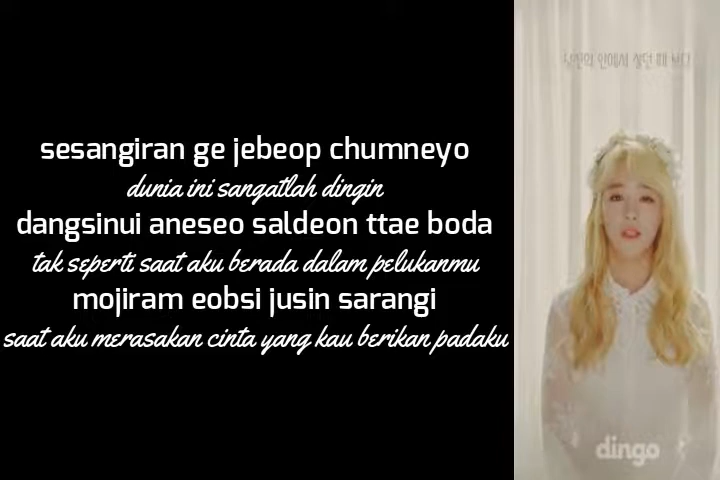 sesangiran ge jebeop chumneyo
dunia ini sangatlah dingin
dangsinui aneseo saldeon ttae boda
tak seperti saat aku berada dalam pelukanmu
mojiram eobsi jusin sarangi
saat aku merasakan cinta yang kau berikan padaku
dingo